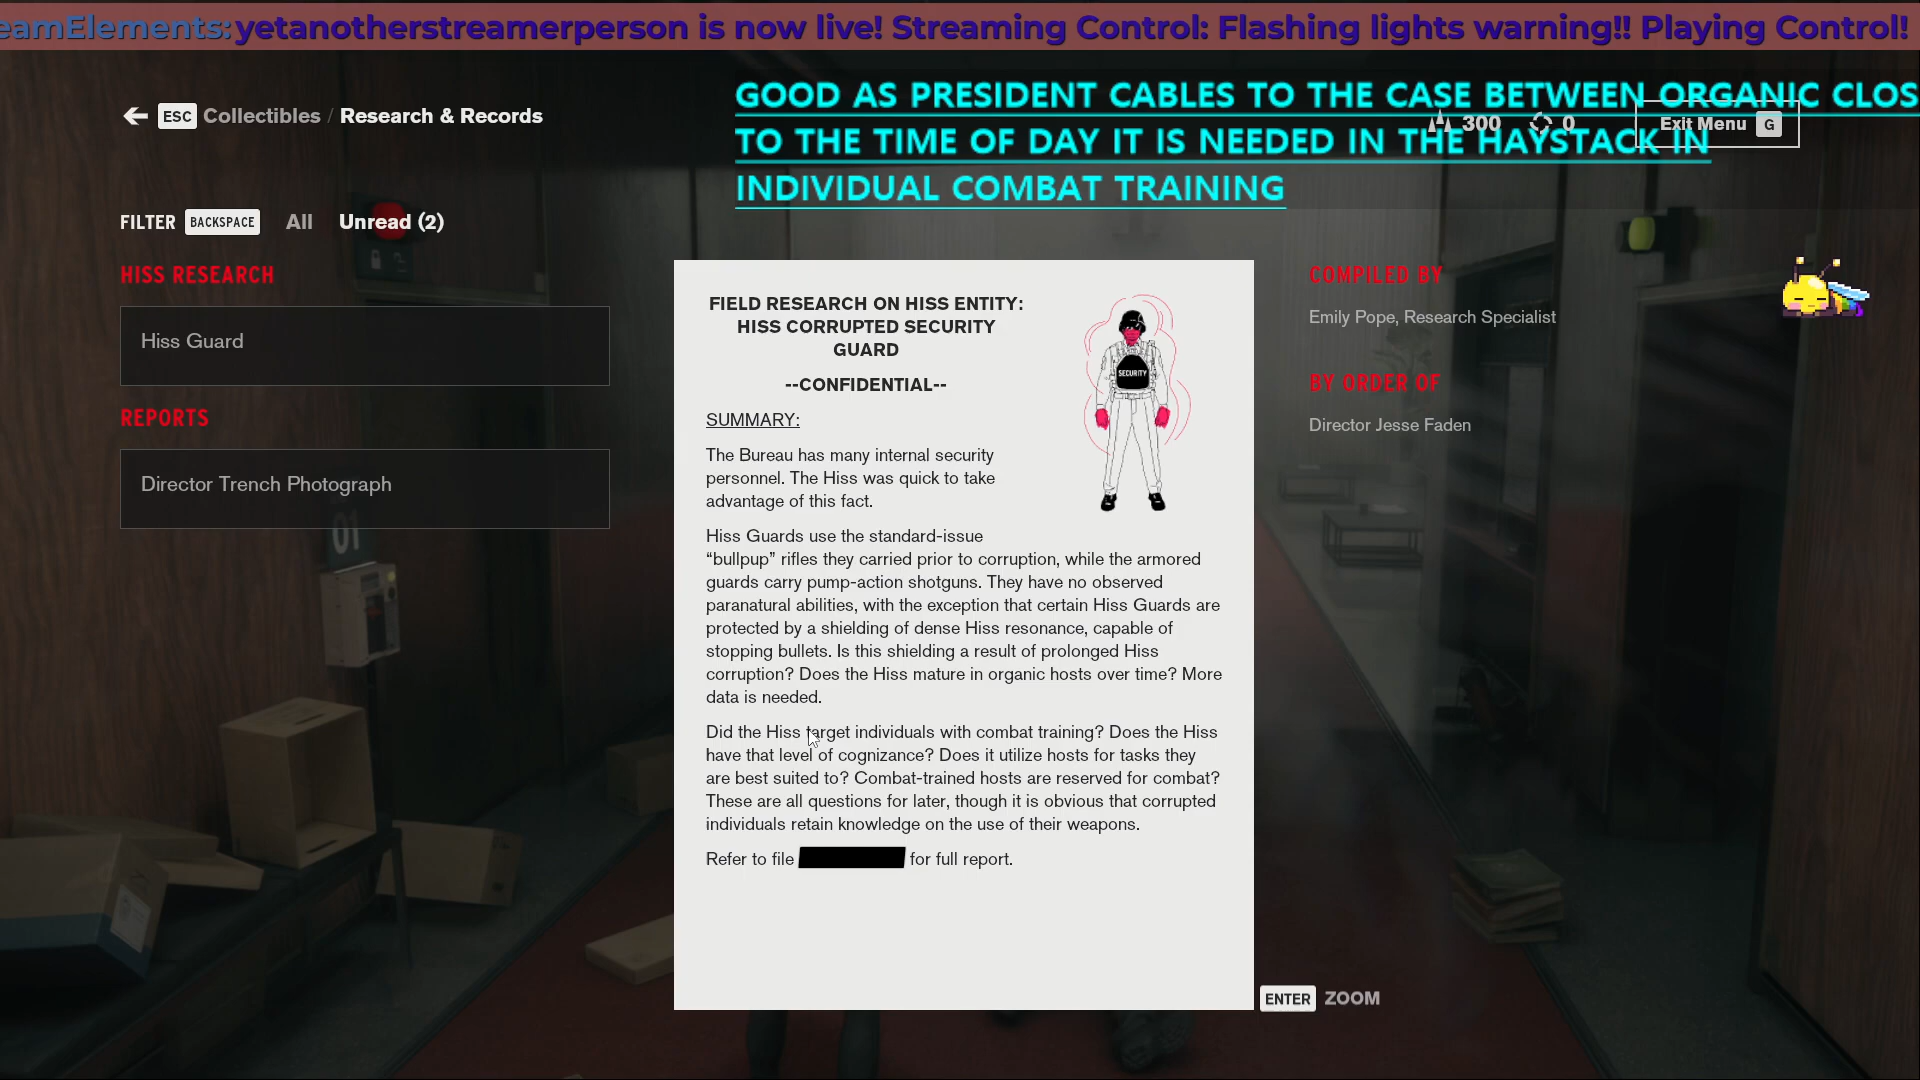 eamElements: yetanotherstreamerperson is now live! Streaming Control: Flashing lights warning!! Playing Control!
GOOD AS PRESIDENT CABLES TO THE CASE BETWEEN ORGANIC CLOS
TO THE TIME OF DAY IT IS NEEDED IN THE HAYSTACK IN
INDIVIDUAL COMBAT TRAINING
ESC Collectibles / Research & Records
300 0 Exit Menu G
FILTER BACKSPACE All Unread (2)
HISS RESEARCH
Hiss Guard
REPORTS
Director Trench Photograph
01
FIELD RESEARCH ON HISS ENTITY:
HISS CORRUPTED SECURITY
GUARD
--CONFIDENTIAL--
SECURITY
SUMMARY:
The Bureau has many internal security
personnel. The Hiss was quick to take
advantage of this fact.
Hiss Guards use the standard-issue
“bullpup” rifles they carried prior to corruption, while the armored
guards carry pump-action shotguns. They have no observed
paranatural abilities, with the exception that certain Hiss Guards are
protected by a shielding of dense Hiss resonance, capable of
stopping bullets. Is this shielding a result of prolonged Hiss
corruption? Does the Hiss mature in organic hosts over time? More
data is needed.
Did the Hiss target individuals with combat training? Does the Hiss
have that level of cognizance? Does it utilize hosts for tasks they
are best suited to? Combat-trained hosts are reserved for combat?
These are all questions for later, though it is obvious that corrupted
individuals retain knowledge on the use of their weapons.
Refer to file for full report.
COMPILED BY
Emily Pope, Research Specialist
BY ORDER OF
Director Jesse Faden
ENTER ZOOM